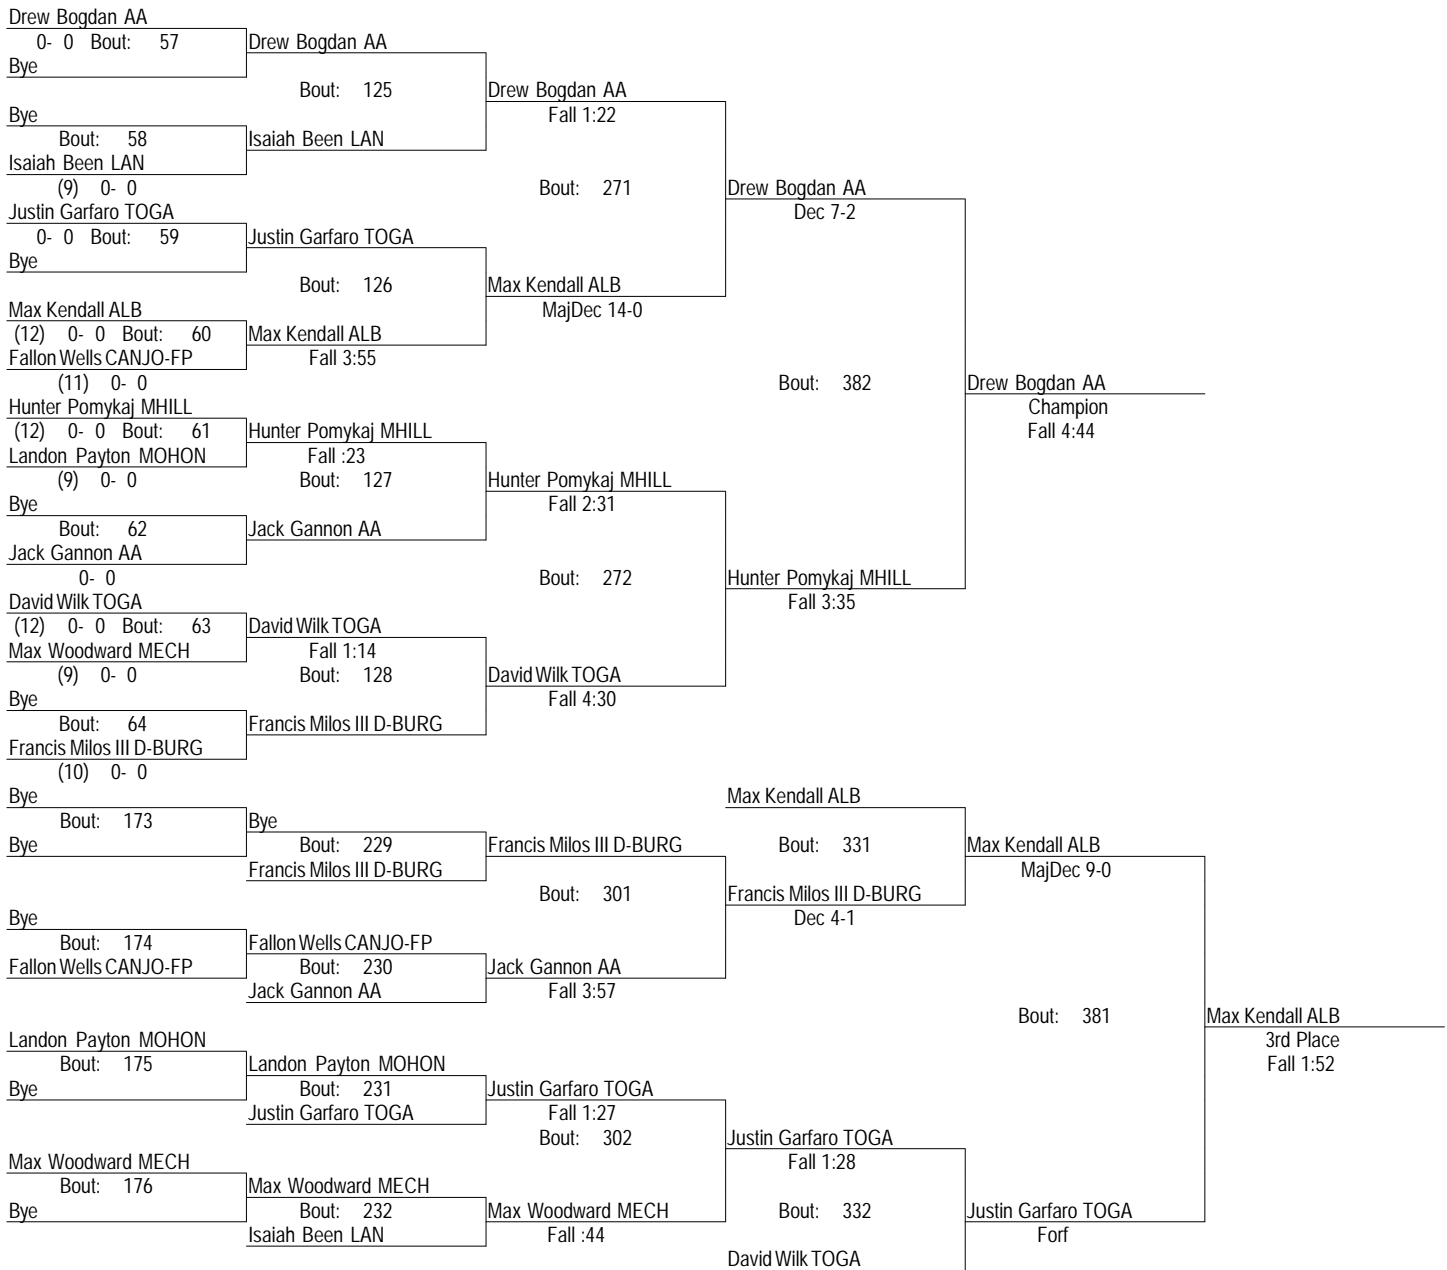 Drew Bogdan AA
0- 0 Bout: 57 Drew Bogdan AA
Bye
Bout: 125 Drew Bogdan AA
Bye Fall 1:22
Bout: 58 Isaiah Been LAN
Isaiah Been LAN
(9) 0- 0 Bout: 271 Drew Bogdan AA
Justin Garfaro TOGA Dec 7-2
0- 0 Bout: 59 Justin Garfaro TOGA
Bye
Bout: 126 Max Kendall ALB
Max Kendall ALB MajDec 14-0
(12) 0- 0 Bout: 60 Max Kendall ALB
Fallon Wells CANJO-FP Fall 3:55
(11) 0- 0 Bout: 382 Drew Bogdan AA
Hunter Pomykaj MHILL Champion
(12) 0- 0 Bout: 61 Hunter Pomykaj MHILL Fall 4:44
Landon Payton MOHON Fall :23
(9) 0- 0 Bout: 127 Hunter Pomykaj MHILL
Bye Fall 2:31
Bout: 62 Jack Gannon AA
Jack Gannon AA
0- 0 Bout: 272 Hunter Pomykaj MHILL
David Wilk TOGA Fall 3:35
(12) 0- 0 Bout: 63 David Wilk TOGA
Max Woodward MECH Fall 1:14
(9) 0- 0 Bout: 128 David Wilk TOGA
Bye Fall 4:30
Bout: 64 Francis Milos III D-BURG
Francis Milos III D-BURG
(10) 0- 0
Bye Max Kendall ALB
Bout: 173 Bye
Bye Bout: 229 Francis Milos III D-BURG Bout: 331 Max Kendall ALB
Francis Milos III D-BURG MajDec 9-0
Bout: 301 Francis Milos III D-BURG
Bye Dec 4-1
Bout: 174 Fallon Wells CANJO-FP
Fallon Wells CANJO-FP Bout: 230 Jack Gannon AA
Jack Gannon AA Fall 3:57
Bout: 381 Max Kendall ALB
Landon Payton MOHON 3rd Place
Bout: 175 Landon Payton MOHON Fall 1:52
Bye Bout: 231 Justin Garfaro TOGA
Justin Garfaro TOGA Fall 1:27
Bout: 302 Justin Garfaro TOGA
Max Woodward MECH Fall 1:28
Bout: 176 Max Woodward MECH
Bye Bout: 232 Max Woodward MECH Bout: 332 Justin Garfaro TOGA
Isaiah Been LAN Fall :44 Forf
David Wilk TOGA